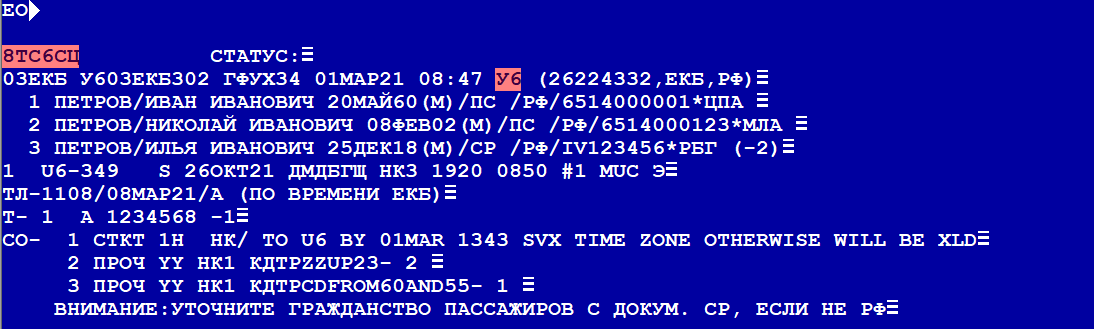 ЕО
8ТС6СЦ СТАТУС:
03ЕКБ У603ЕКБ302 ГФУХ34 01МАР21 08:47 У6 (26224332,ЕКБ,РФ)
1 ПЕТРОВ/ИВАН ИВАНОВИЧ 20МАЙ60(М)/ПС /РФ/6514000001*ЦПА
2 ПЕТРОВ/НИКОЛАЙ ИВАНОВИЧ 08ФЕВ02(М)/ПС /РФ/6514000123*МЛА
3 ПЕТРОВ/ИЛЬЯ ИВАНОВИЧ 25ДЕК18(М)/СР /РФ/IV123456*РБГ (-2)
1 U6-349 S 26ОКТ21 ДМДБГЩ НК3 1920 0850 #1 MUC Э
ТЛ-1108/08МАР21/А (ПО ВРЕМЕНИ ЕКБ)
Т- 1 А 1234568 -1
СО- 1 СТКТ 1Н НК/ TO U6 BY 01MAR 1343 SVX TIME ZONE OTHERWISE WILL BE XLD
2 ПРОЧ YY НК1 КДТPZZUP23- 2
3 ПРОЧ YY НК1 КДТPCDFROM60AND55- 1
ВНИМАНИЕ:УТОЧНИТЕ ГРАЖДАНСТВО ПАССАЖИРОВ С ДОКУМ. СР, ЕСЛИ НЕ РФ